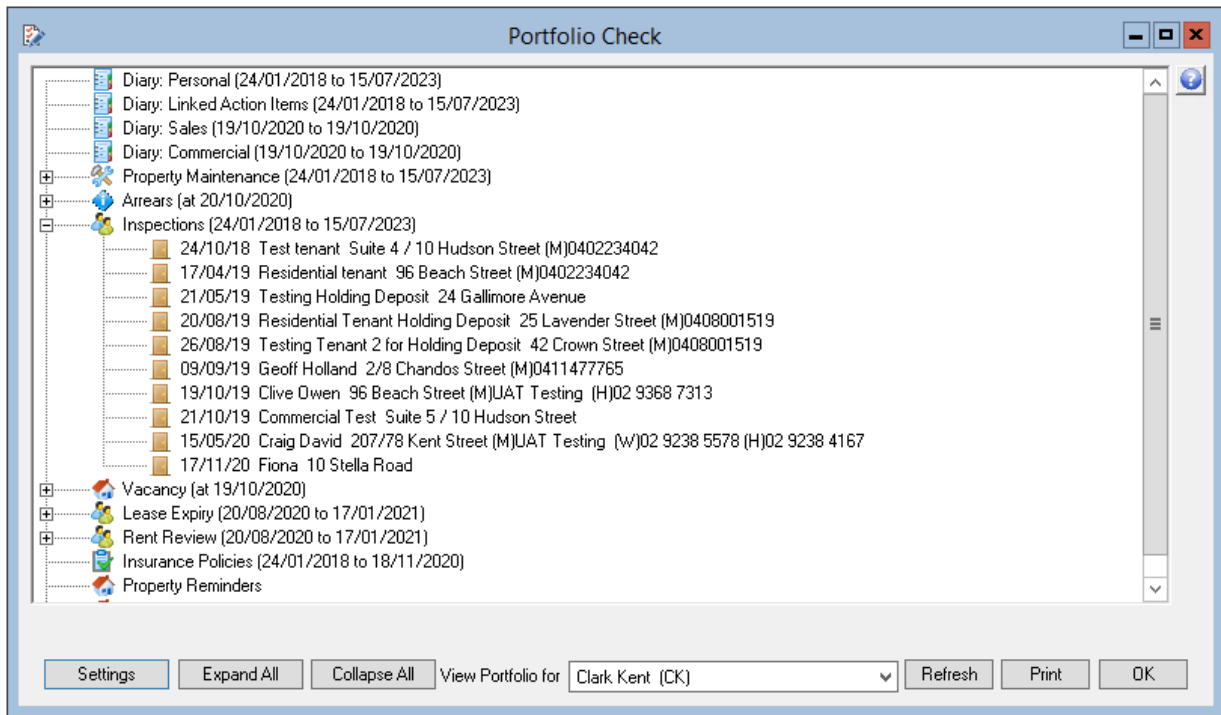 Portfolio Check
Diary: Personal (24/01/2018 to 15/07/2023)
Diary: Linked Action Items (24/01/2018 to 15/07/2023)
Diary: Sales (19/10/2020 to 19/10/2020)
Diary: Commercial (19/10/2020 to 19/10/2020)
Property Maintenance (24/01/2018 to 15/07/2023)
Arrears (at 20/10/2020)
Inspections (24/01/2018 to 15/07/2023)
24/10/18 Test tenant Suite 4 / 10 Hudson Street (M)0402234042
17/04/19 Residential tenant 96 Beach Street (M)0402234042
21/05/19 Testing Holding Deposit 24 Gallimore Avenue
20/08/19 Residential Tenant Holding Deposit 25 Lavender Street (M)0408001519
26/08/19 Testing Tenant 2 for Holding Deposit 42 Crown Street (M)0408001519
09/09/19 Geoff Holland 2/8 Chandos Street (M)0411477765
19/10/19 Clive Owen 96 Beach Street (M)UAT Testing (H)02 9368 7313
21/10/19 Commercial Test Suite 5 / 10 Hudson Street
15/05/20 Craig David 207/78 Kent Street (M)UAT Testing (W)02 9238 5578 (H)02 9238 4167
17/11/20 Fiona 10 Stella Road
Vacancy (at 19/10/2020)
Lease Expiry (20/08/2020 to 17/01/2021)
Rent Review (20/08/2020 to 17/01/2021)
Insurance Policies (24/01/2018 to 18/11/2020)
Property Reminders
Settings Expand All Collapse All View Portfolio for Clark Kent (CK) Refresh Print OK